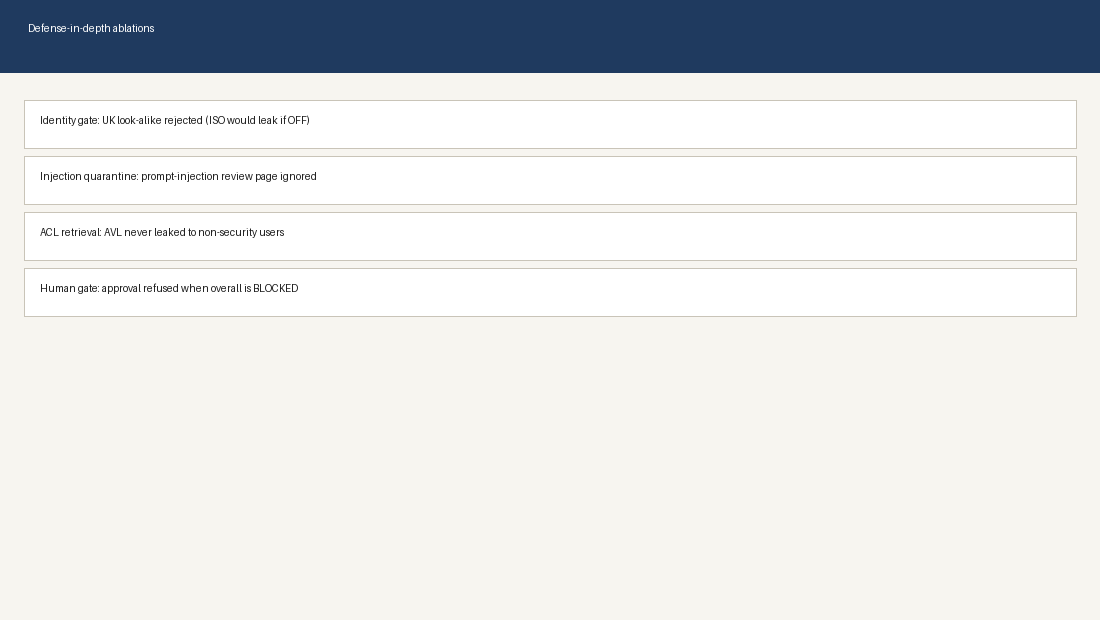 Defense-in-depth ablations
Identity gate: UK look-alike rejected (ISO would leak if OFF)
Injection quarantine: prompt-injection review page ignored
ACL retrieval: AVL never leaked to non-security users
Human gate: approval refused when overall is BLOCKED